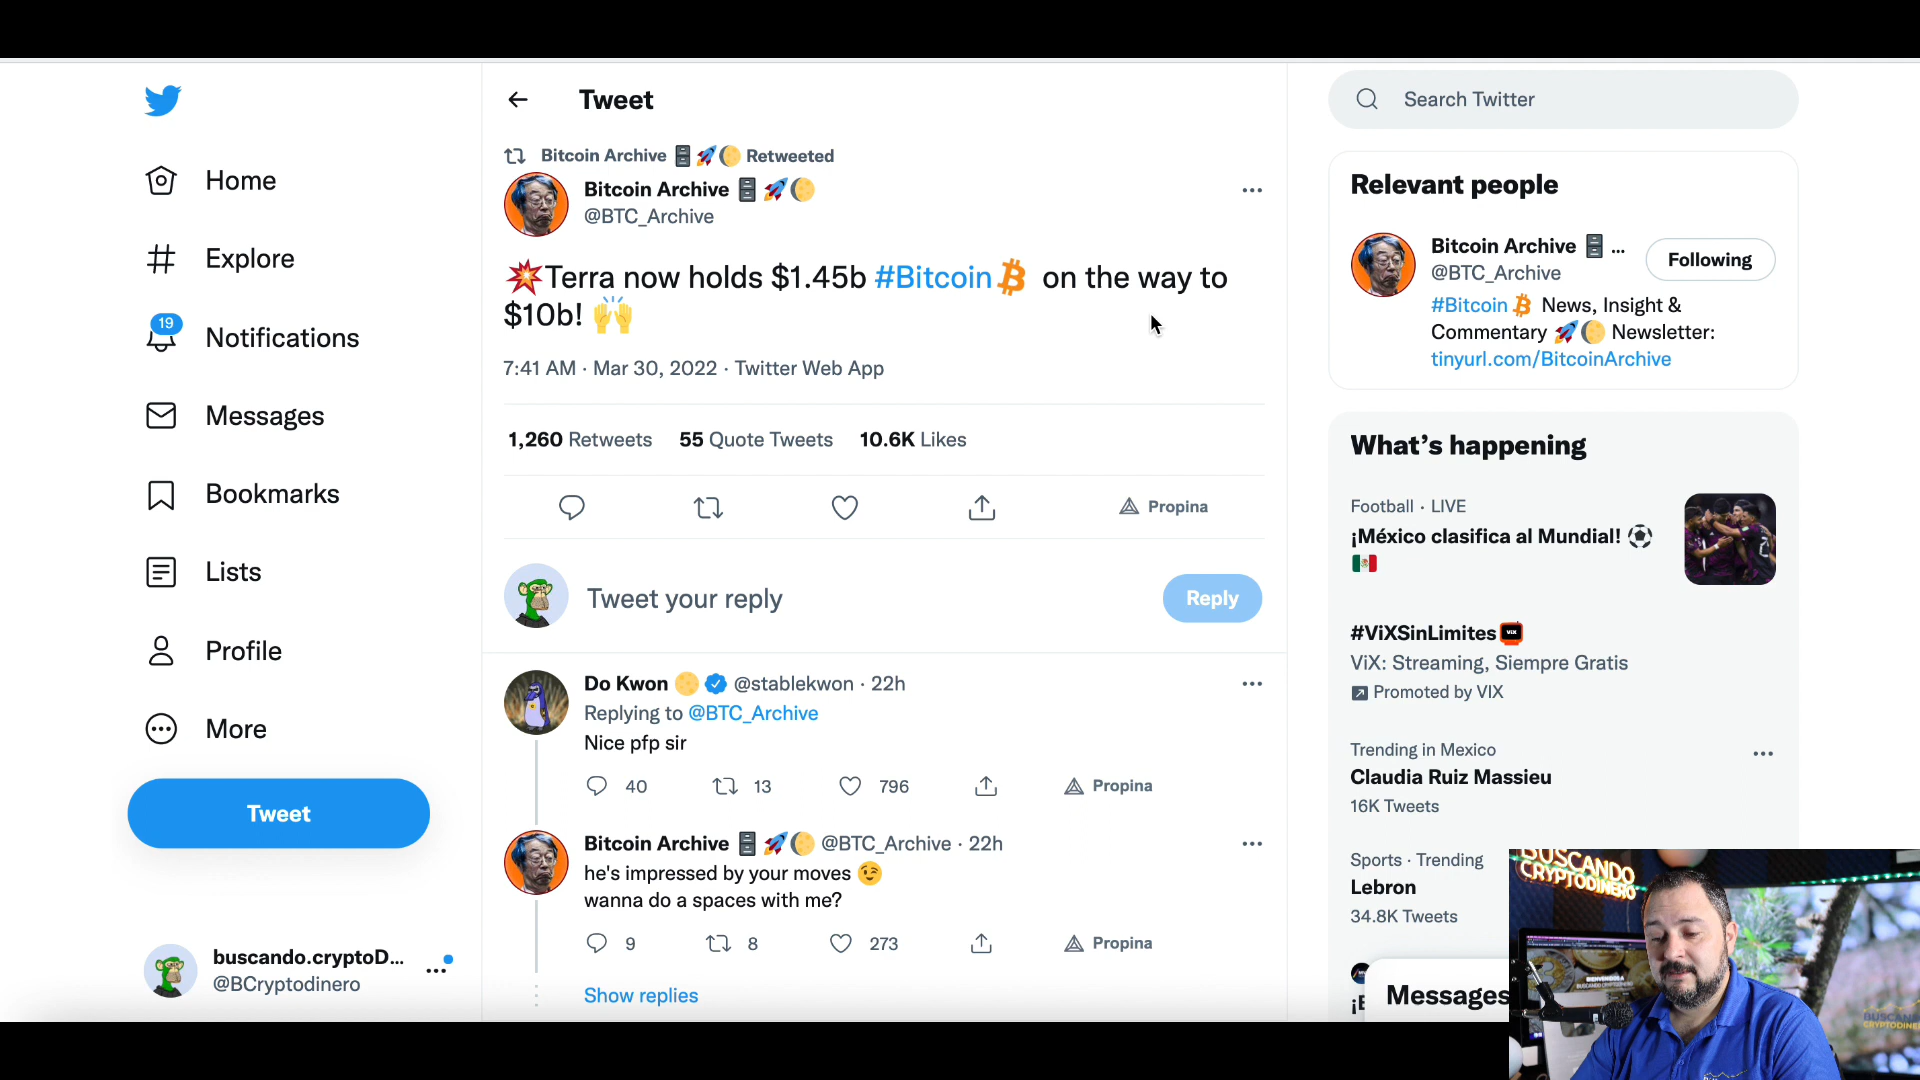 Home
Explore
19
Notifications
Messages
Bookmarks
Lists
Profile
More
Tweet
buscando.cryptoD...
@BCryptodinero
Tweet
Bitcoin Archive 🗄️🚀🌔 Retweeted
Bitcoin Archive 🗄️🚀🌔
@BTC_Archive
💥Terra now holds $1.45b #Bitcoin on the way to
$10b! 🙌
7:41 AM · Mar 30, 2022 · Twitter Web App
1,260 Retweets 55 Quote Tweets 10.6K Likes
Propina
Tweet your reply
Reply
Do Kwon 🌕 @stablekwon · 22h
Replying to @BTC_Archive
Nice pfp sir
40 13 796 Propina
Bitcoin Archive 🗄️🚀🌔 @BTC_Archive · 22h
he's impressed by your moves 😉
wanna do a spaces with me?
9 8 273 Propina
Show replies
Search Twitter
Relevant people
Bitcoin Archive 🗄️ ...
Following
@BTC_Archive
#Bitcoin News, Insight &
Commentary 🚀🌔 Newsletter:
tinyurl.com/BitcoinArchive
What's happening
Football · LIVE
¡México clasifica al Mundial! ⚽
🇲🇽
#ViXSinLimites
ViX: Streaming, Siempre Gratis
Promoted by VIX
Trending in Mexico
Claudia Ruiz Massieu
16K Tweets
Sports · Trending
Lebron
34.8K Tweets
Messages
BUSCANDO
CRYPTODINERO